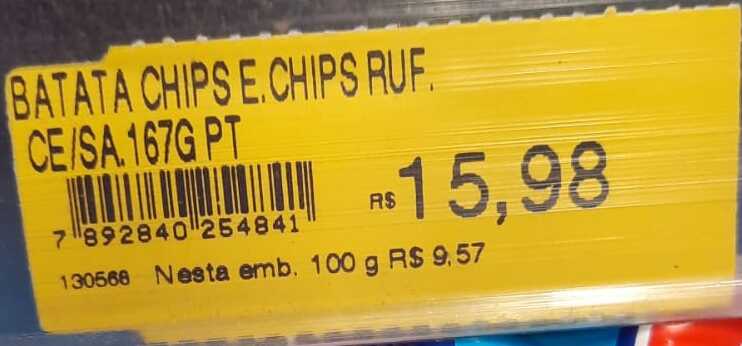 BATATA CHIPS E.CHIPS RUF.
CE/SA.167G PT
R$ 15,98
7 892840 254841
130568 Nesta emb. 100 g R$ 9,57